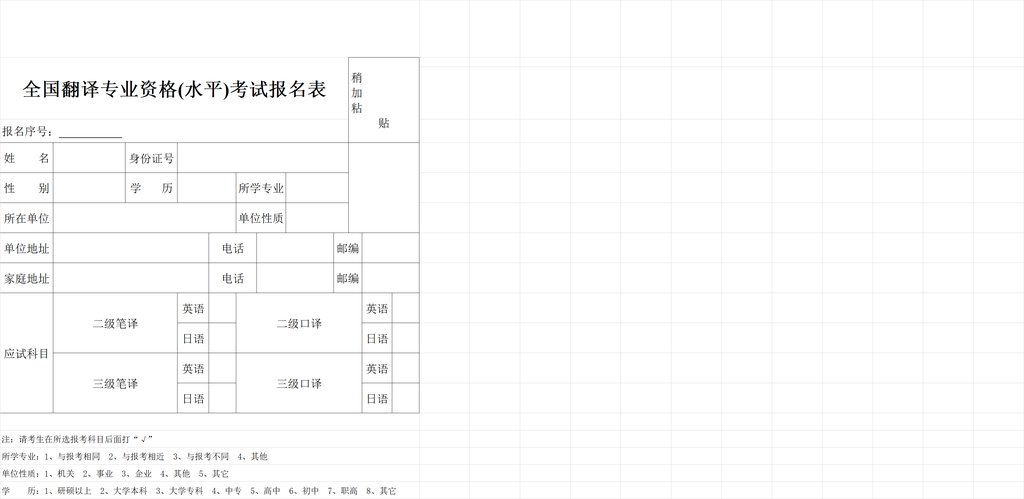 全国翻译专业资格(水平)考试报名表
稍
加
粘
贴
报名序号：
姓 名 身份证号
性 别 学 历 所学专业
所在单位 单位性质
单位地址 电话 邮编
家庭地址 电话 邮编
应试科目
二级笔译 英语 二级口译 英语
日语 日语
三级笔译 英语 三级口译 英语
日语 日语
注：请考生在所选报考科目后面打“√”
所学专业：1、与报考相同 2、与报考相近 3、与报考不同 4、其他
单位性质：1、机关 2、事业 3、企业 4、其他 5、其它
学 历：1、研硕以上 2、大学本科 3、大学专科 4、中专 5、高中 6、初中 7、职高 8、其它